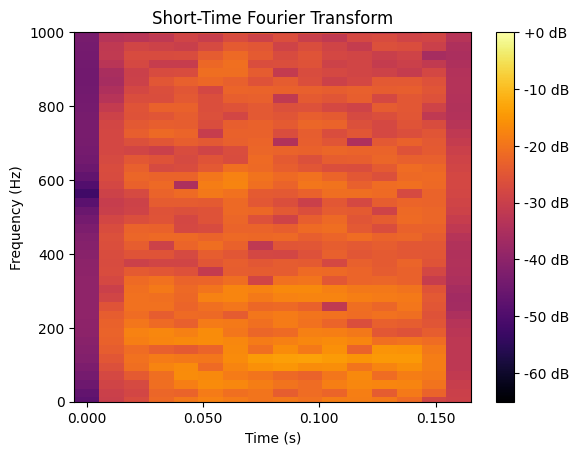 Short-Time Fourier Transform
1000
800
600
400
200
0
Frequency (Hz)
0.000
0.050
0.100
0.150
Time (s)
+0 dB
-10 dB
-20 dB
-30 dB
-40 dB
-50 dB
-60 dB